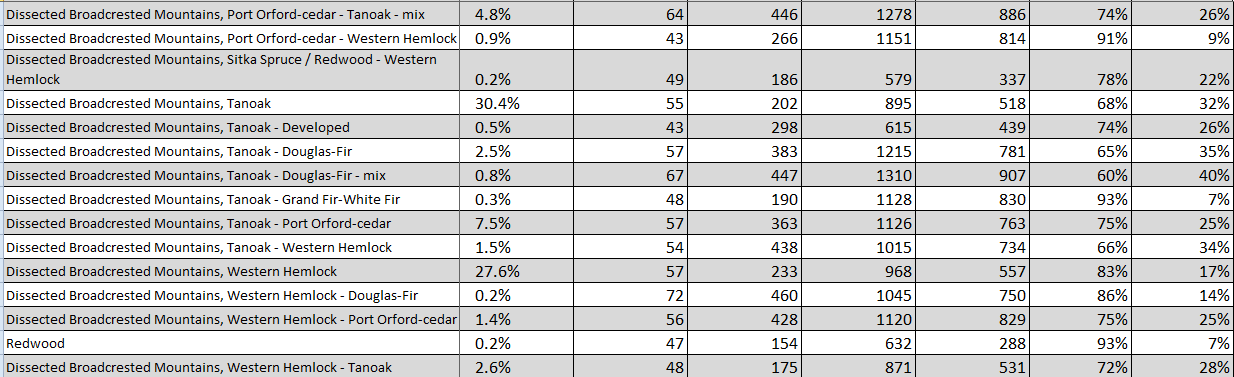 Dissected Broadcrested Mountains, Port Orford-cedar - Tanoak - mix 4.8% 64 446 1278 886 74% 26%
Dissected Broadcrested Mountains, Port Orford-cedar - Western Hemlock 0.9% 43 266 1151 814 91% 9%
Dissected Broadcrested Mountains, Sitka Spruce / Redwood - Western
Hemlock 0.2% 49 186 579 337 78% 22%
Dissected Broadcrested Mountains, Tanoak 30.4% 55 202 895 518 68% 32%
Dissected Broadcrested Mountains, Tanoak - Developed 0.5% 43 298 615 439 74% 26%
Dissected Broadcrested Mountains, Tanoak - Douglas-Fir 2.5% 57 383 1215 781 65% 35%
Dissected Broadcrested Mountains, Tanoak - Douglas-Fir - mix 0.8% 67 447 1310 907 60% 40%
Dissected Broadcrested Mountains, Tanoak - Grand Fir-White Fir 0.3% 48 190 1128 830 93% 7%
Dissected Broadcrested Mountains, Tanoak - Port Orford-cedar 7.5% 57 363 1126 763 75% 25%
Dissected Broadcrested Mountains, Tanoak - Western Hemlock 1.5% 54 438 1015 734 66% 34%
Dissected Broadcrested Mountains, Western Hemlock 27.6% 57 233 968 557 83% 17%
Dissected Broadcrested Mountains, Western Hemlock - Douglas-Fir 0.2% 72 460 1045 750 86% 14%
Dissected Broadcrested Mountains, Western Hemlock - Port Orford-cedar 1.4% 56 428 1120 829 75% 25%
Redwood 0.2% 47 154 632 288 93% 7%
Dissected Broadcrested Mountains, Western Hemlock - Tanoak 2.6% 48 175 871 531 72% 28%